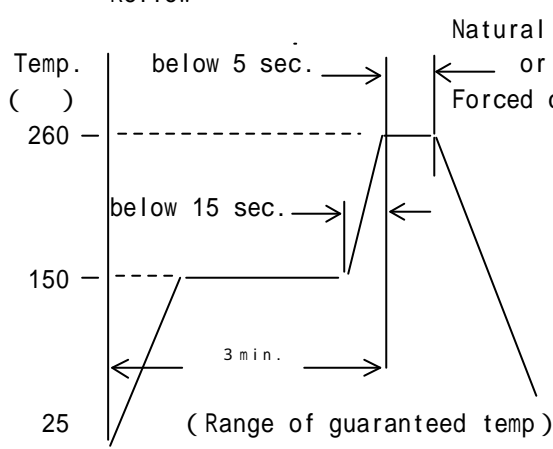 Natural
Temp. below 5 sec. or
( ) Forced
260
below 15 sec.
150
3 min.
25 (Range of guaranteed temp)